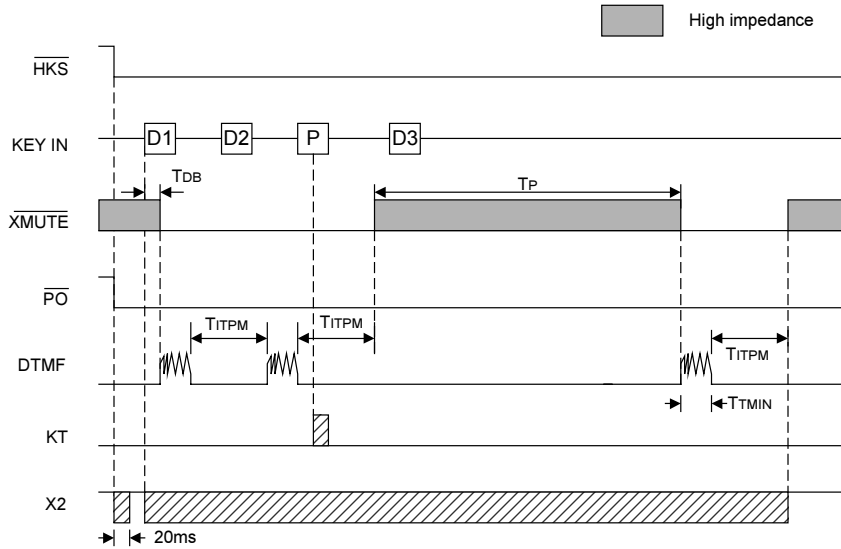 High impedance
HKS
KEY IN D1 D2 P D3
TDB
TP
XMUTE
PO
TITPM TITPM TITPM
DTMF
TTMIN
KT
X2
20ms